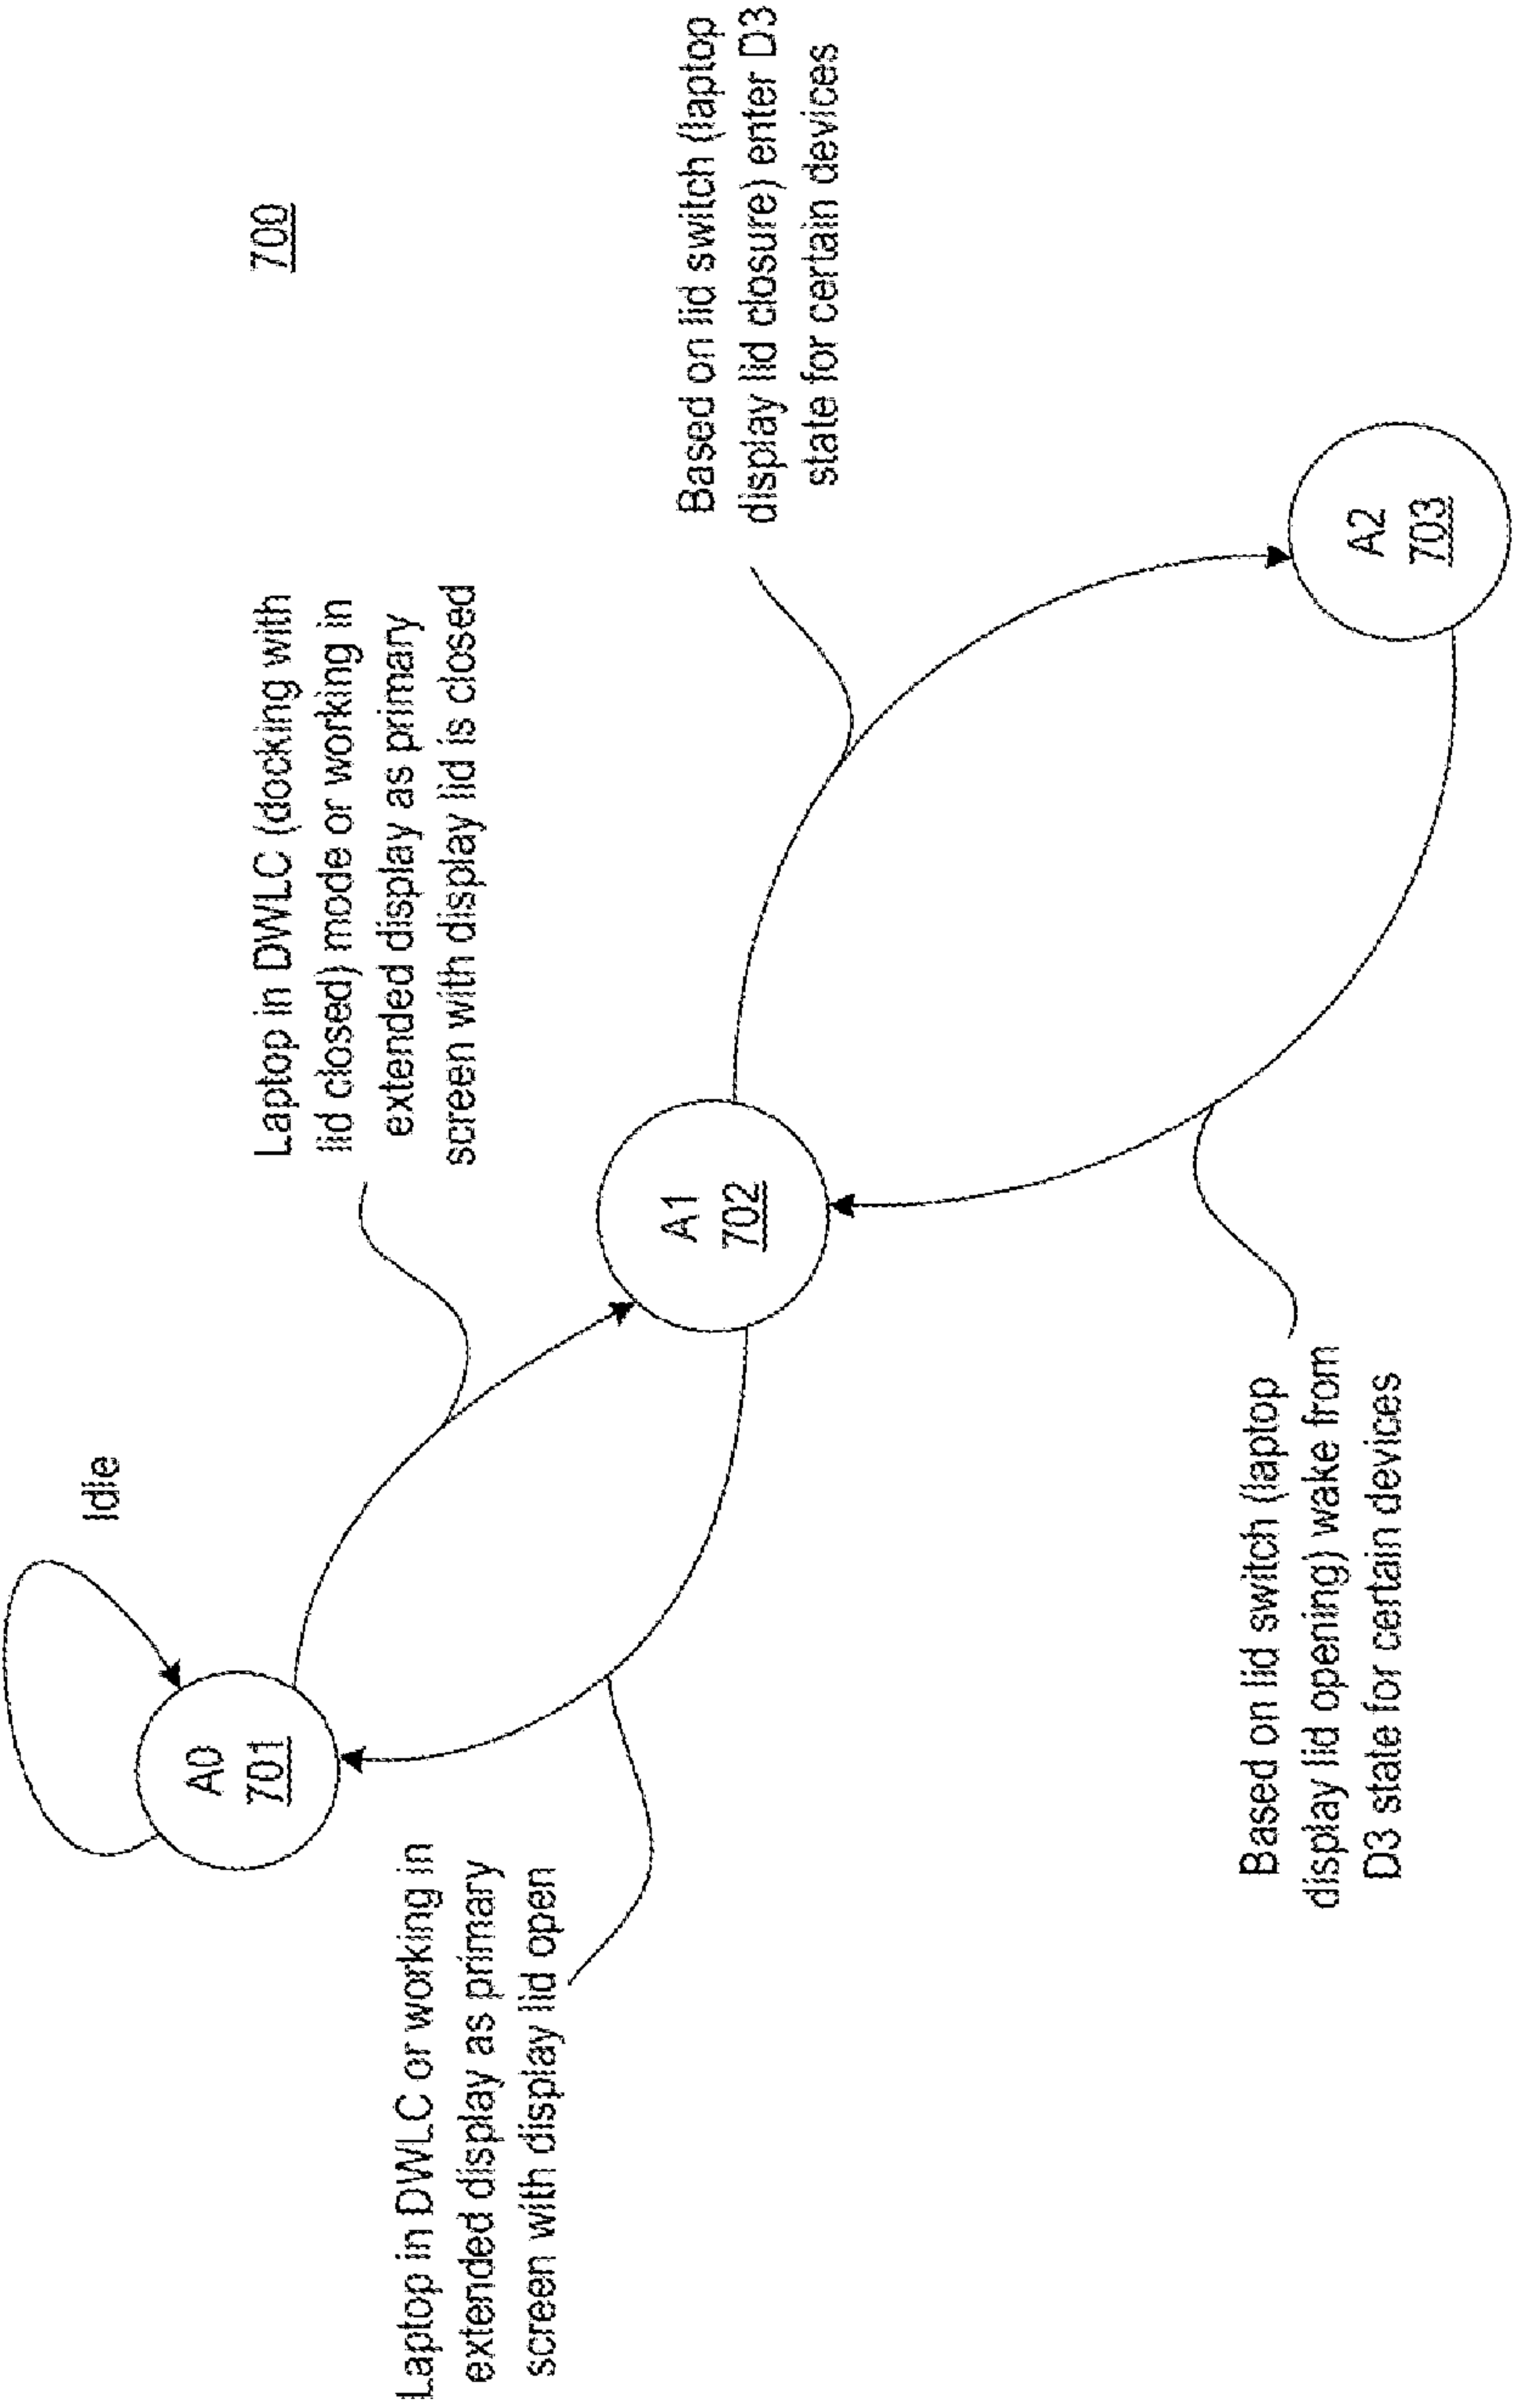 700
Idle
A0
701
Laptop in DWLC (docking with
lid closed) mode or working in
extended display as primary
screen with display lid is closed
Laptop in DWLC or working in
extended display as primary
screen with display lid open
A1
702
Based on lid switch (laptop
display lid closure) enter D3
state for certain devices
Based on lid switch (laptop
display lid opening) wake from
D3 state for certain devices
A2
703